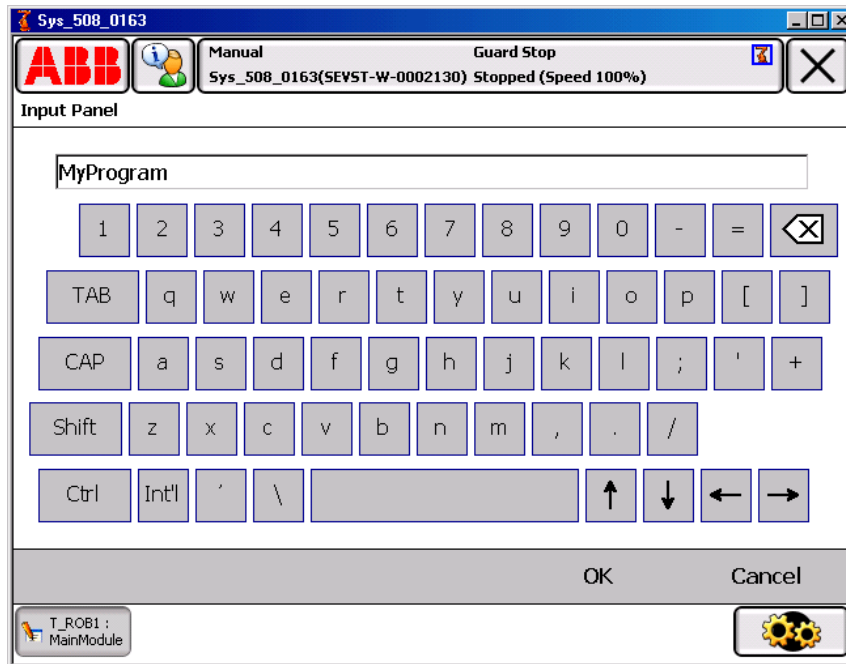 Sys_508_0163
ABB
Manual Guard Stop
Sys_508_0163(SEVST-W-0002130) Stopped (Speed 100%)
Input Panel
MyProgram
1 2 3 4 5 6 7 8 9 0 - =
TAB q w e r t y u i o p [ ]
CAP a s d f g h j k l ; ' +
Shift z x c v b n m , . /
Ctrl Int'l ´ \
OK Cancel
T_ROB1 :
MainModule